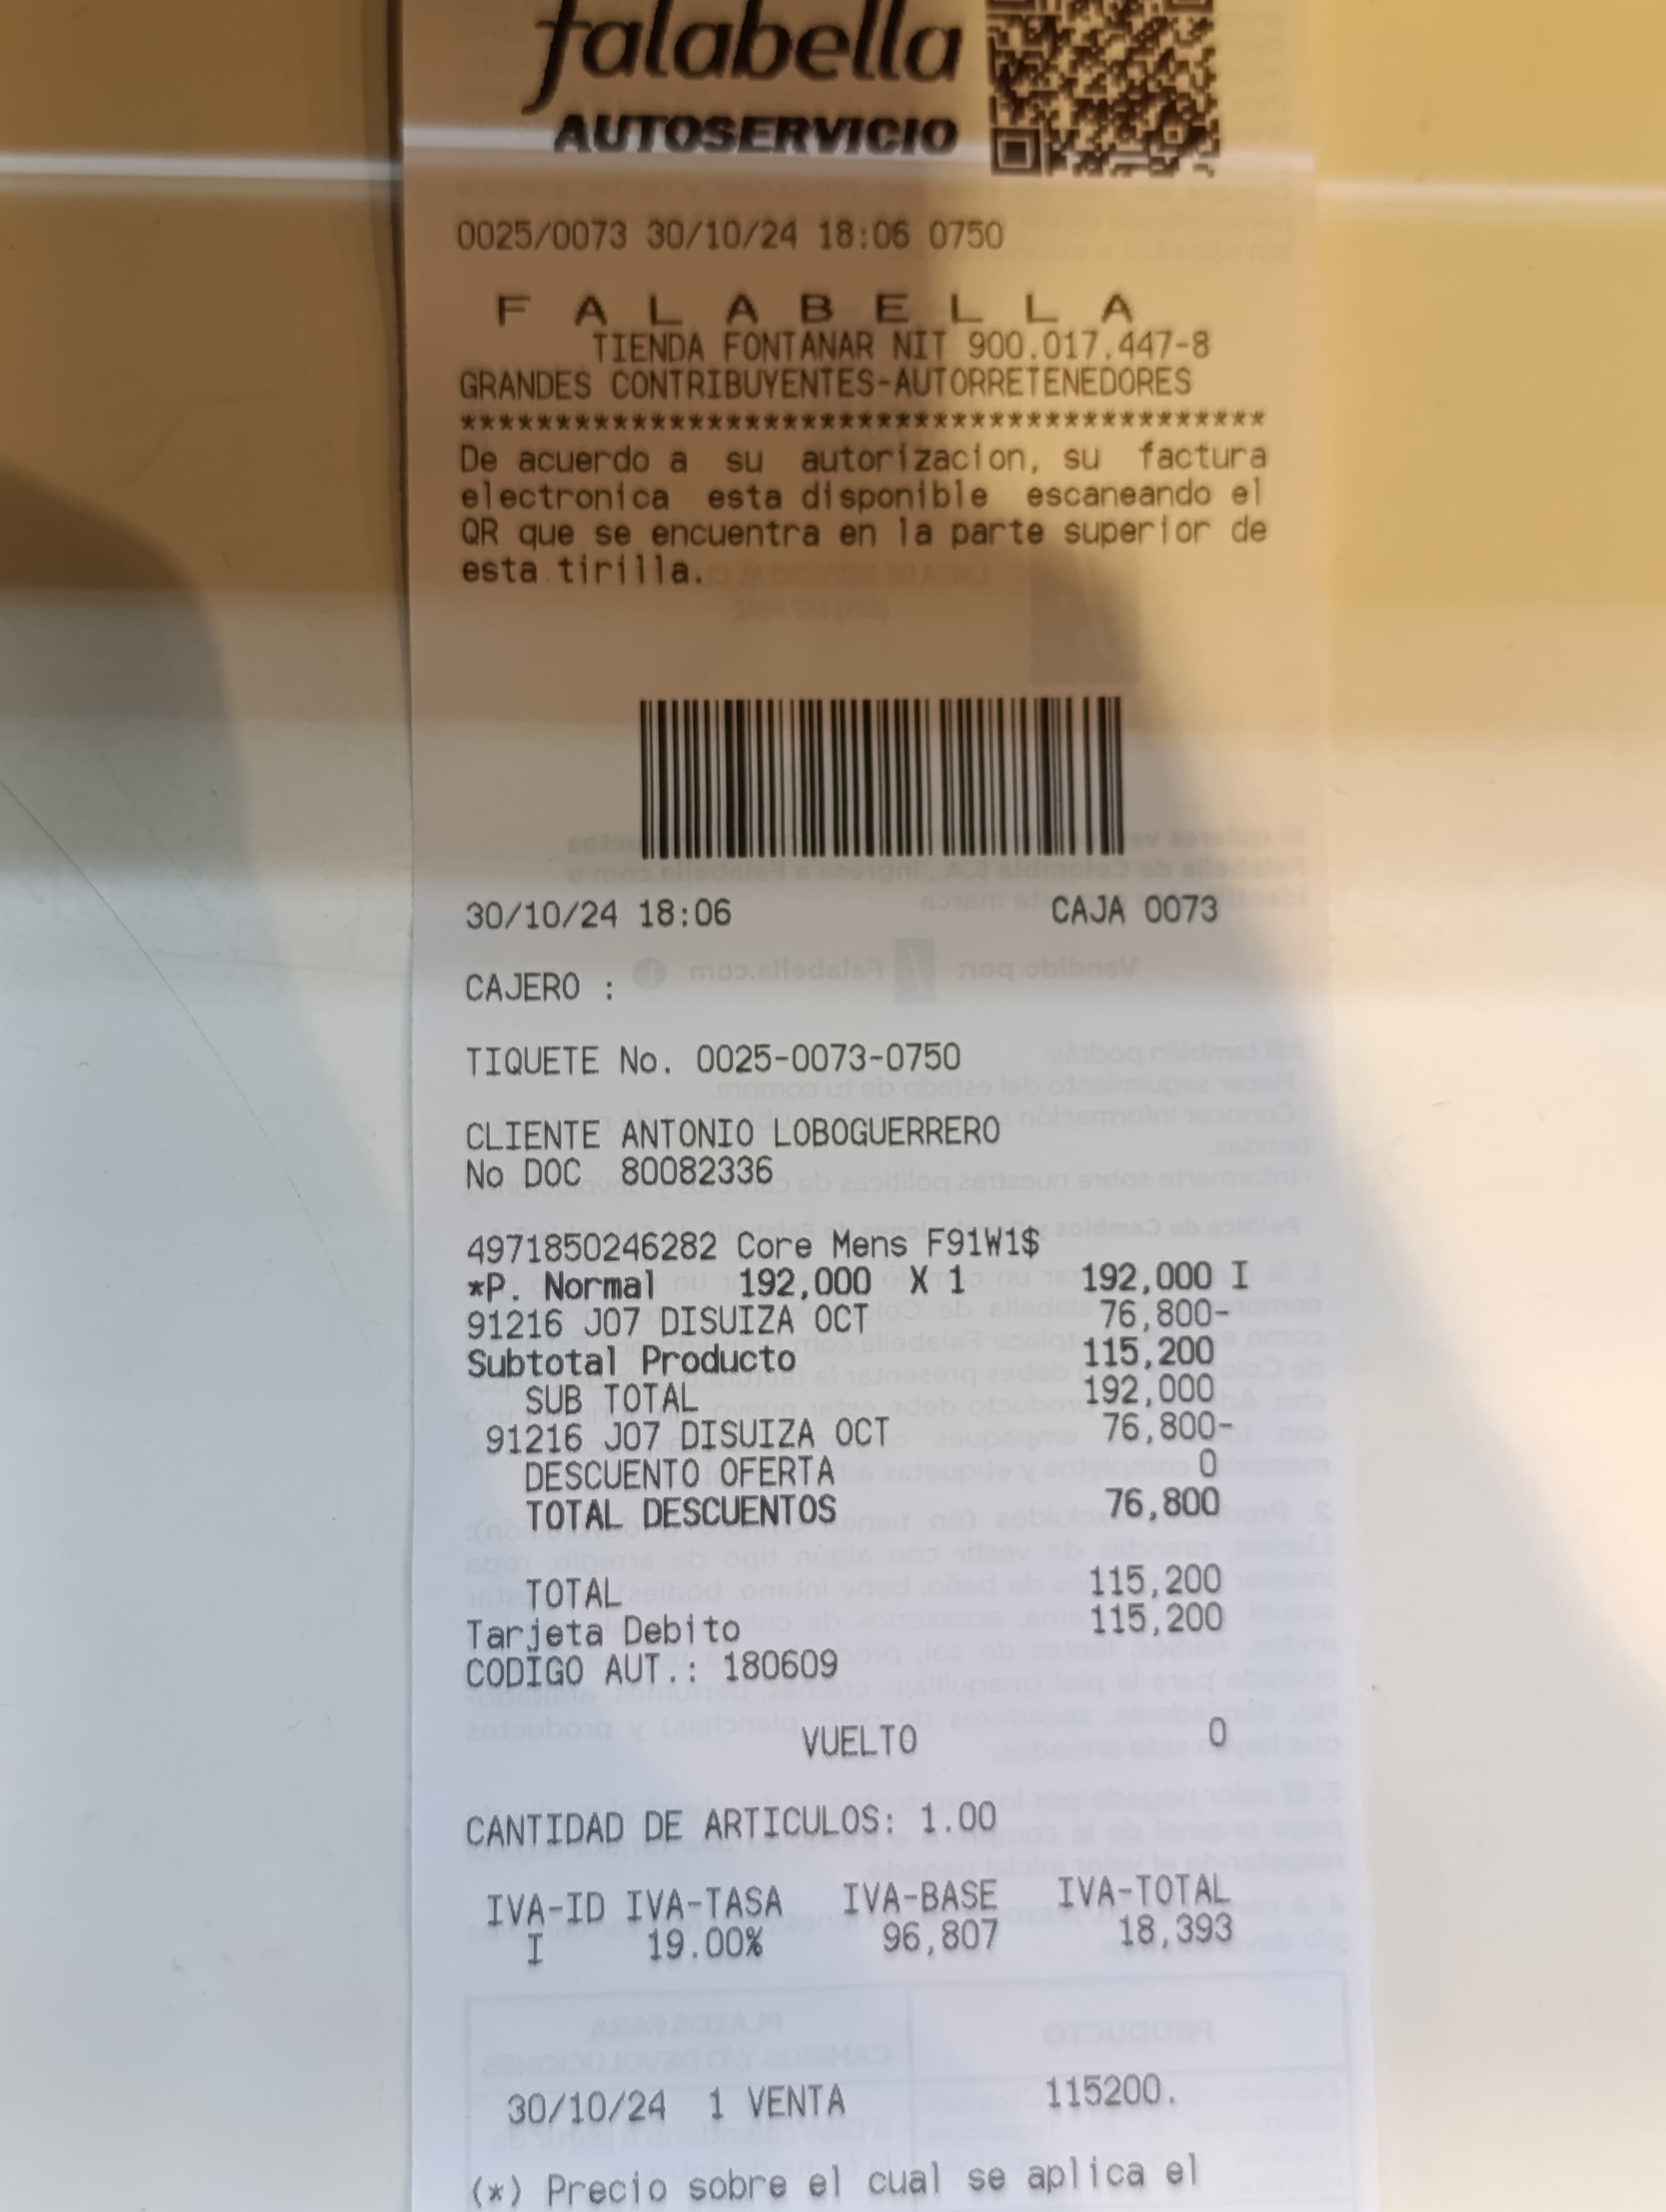 falabella
AUTOSERVICIO
0025/0073 30/10/24 18:06 0750
F A L A B E L L A
TIENDA FONTANAR NIT 900.017.447-8
GRANDES CONTRIBUYENTES-AUTORRETENEDORES
******************************************
De acuerdo a su autorizacion, su factura
electronica esta disponible escaneando el
QR que se encuentra en la parte superior de
esta tirilla.
30/10/24 18:06 CAJA 0073
CAJERO :
TIQUETE No. 0025-0073-0750
CLIENTE ANTONIO LOBOGUERRERO
No DOC 80082336
4971850246282 Core Mens F91W1$
*P. Normal 192,000 X 1 192,000 I
91216 J07 DISUIZA OCT 76,800-
Subtotal Producto 115,200
SUB TOTAL 192,000
91216 J07 DISUIZA OCT 76,800-
DESCUENTO OFERTA 0
TOTAL DESCUENTOS 76,800
TOTAL 115,200
Tarjeta Debito 115,200
CODIGO AUT.: 180609
VUELTO 0
CANTIDAD DE ARTICULOS: 1.00
IVA-ID IVA-TASA IVA-BASE IVA-TOTAL
I 19.00% 96,807 18,393
30/10/24 1 VENTA 115200.
(*) Precio sobre el cual se aplica el